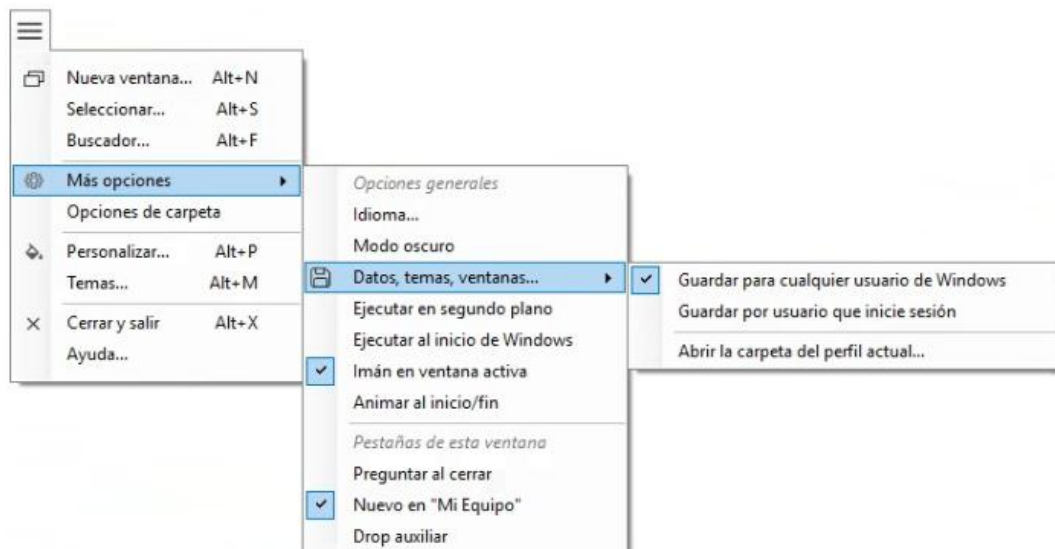 Nueva ventana... Alt+N
Seleccionar... Alt+S
Buscador... Alt+F
Más opciones
Opciones de carpeta
Personalizar... Alt+P
Temas... Alt+M
Cerrar y salir Alt+X
Ayuda...
Opciones generales
Idioma...
Modo oscuro
Datos, temas, ventanas...
Ejecutar en segundo plano
Ejecutar al inicio de Windows
Imán en ventana activa
Animar al inicio/fin
Pestañas de esta ventana
Preguntar al cerrar
Nuevo en "Mi Equipo"
Drop auxiliar
Guardar para cualquier usuario de Windows
Guardar por usuario que inicie sesión
Abrir la carpeta del perfil actual...